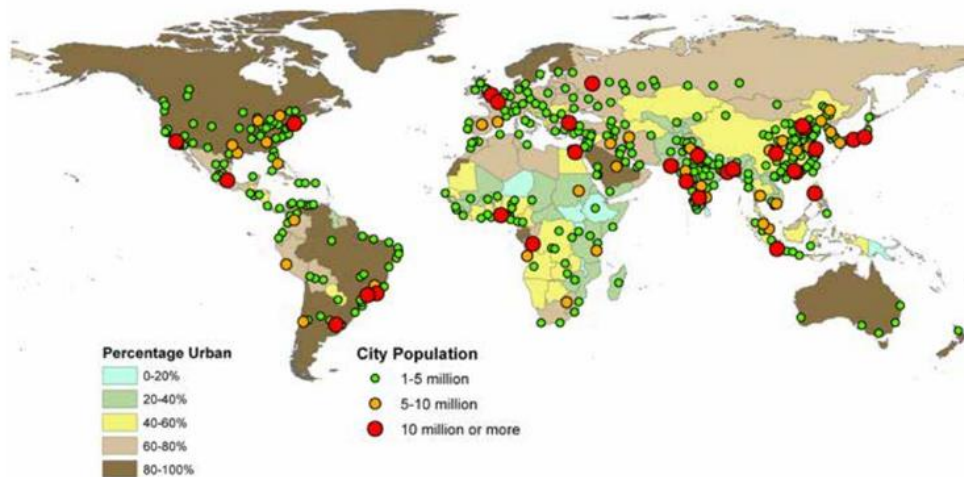 Percentage Urban
0-20%
20-40%
40-60%
60-80%
80-100%
City Population
1-5 million
5-10 million
10 million or more